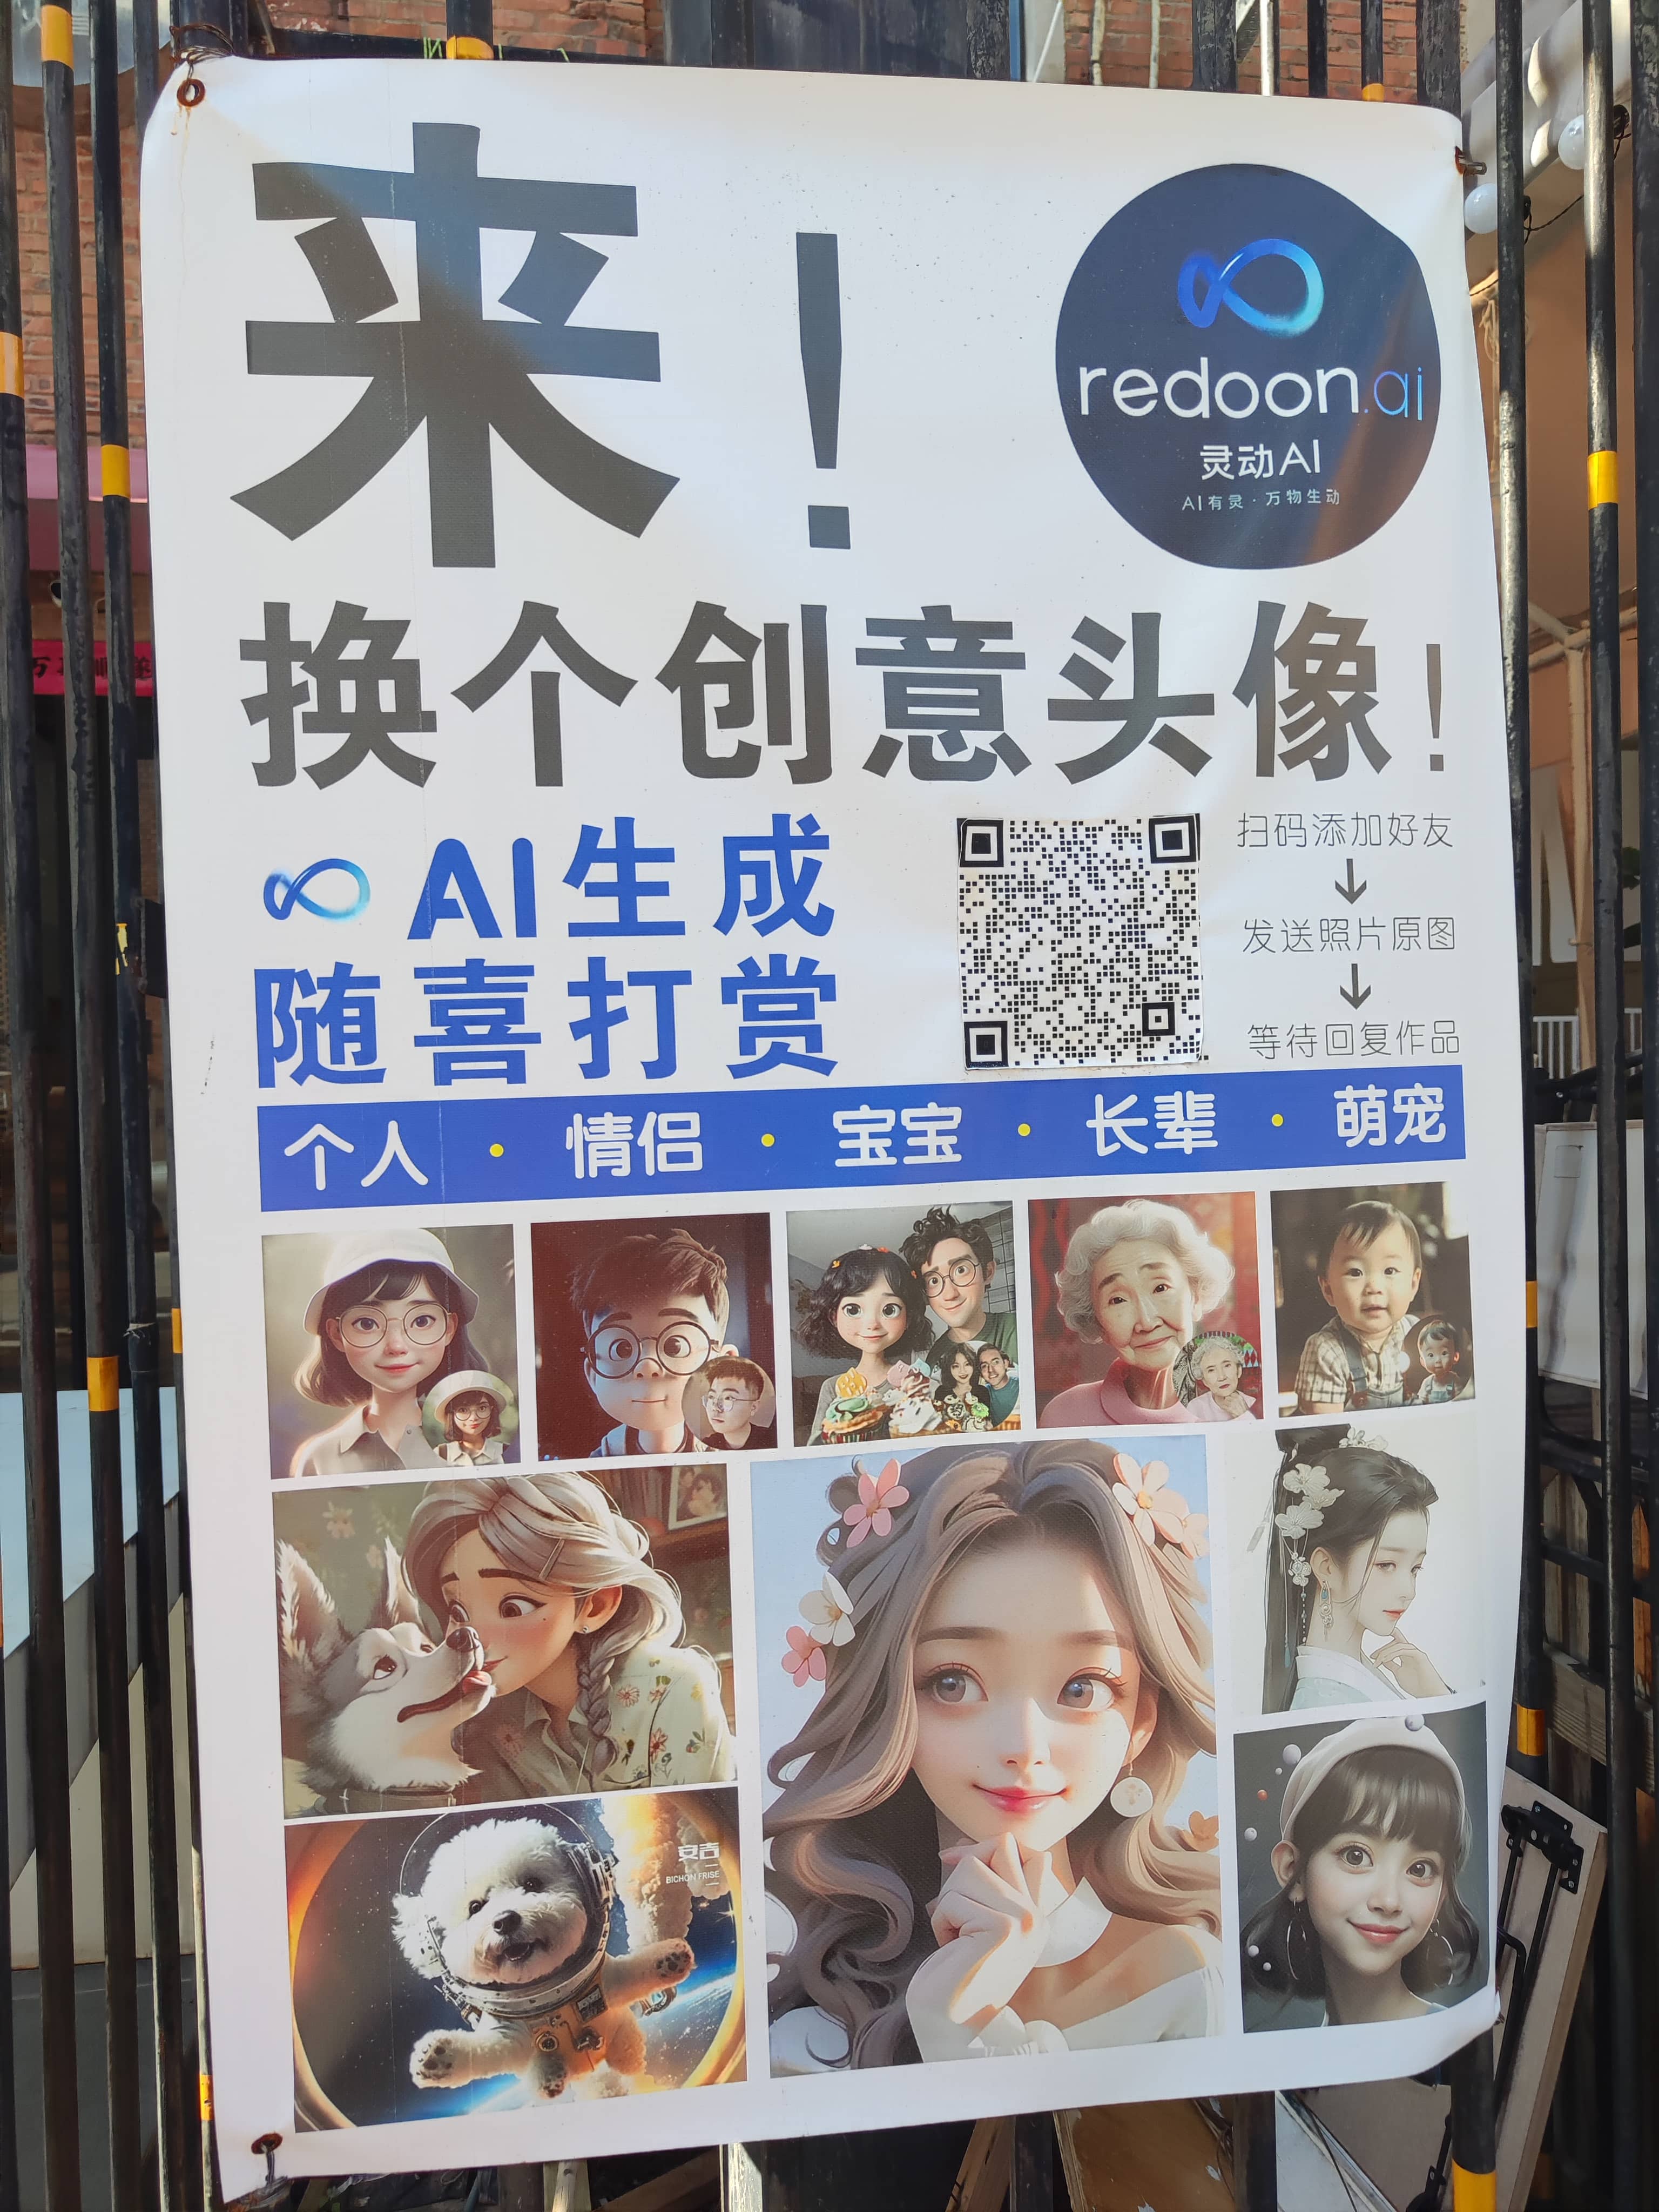 来！
redoon.ai
灵动AI
AI有灵·万物生动
换个创意头像！
AI生成
随喜打赏
扫码添加好友
↓
发送照片原图
↓
等待回复作品
个人·情侣·宝宝·长辈·萌宠
BICHON FRISE